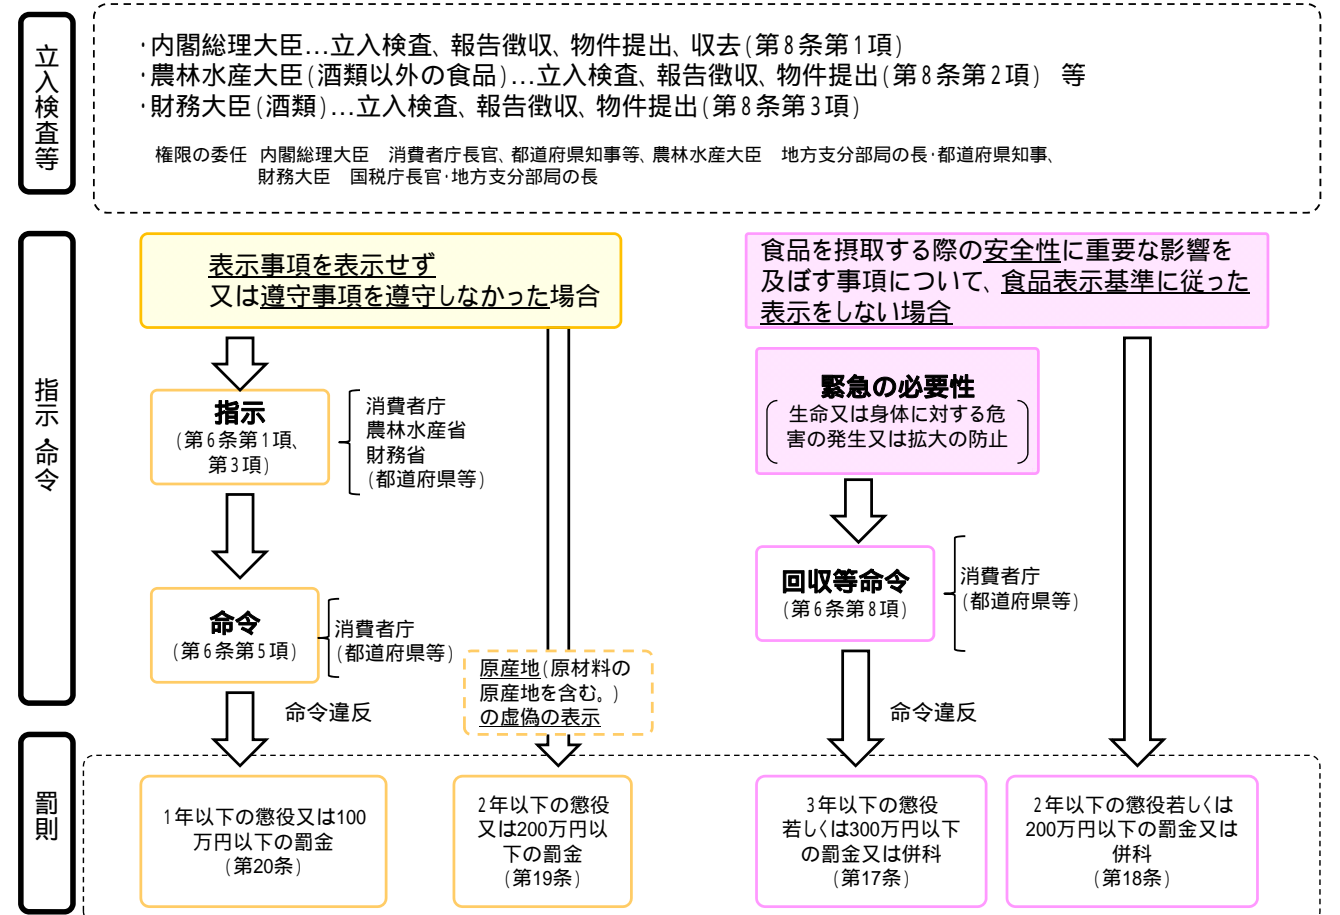 立入検査等
･内閣総理大臣…立入検査、報告徴収、物件提出、収去(第8条第1項)
･農林水産大臣(酒類以外の食品)…立入検査、報告徴収、物件提出(第8条第2項) 等
･財務大臣(酒類)…立入検査、報告徴収、物件提出(第8条第3項)
権限の委任 内閣総理大臣 消費者庁長官、都道府県知事等、農林水産大臣 地方支分部局の長･都道府県知事、
財務大臣 国税庁長官･地方支分部局の長
指示・命令
表示事項を表示せず
又は遵守事項を遵守しなかった場合
指示
(第6条第1項、
第3項)
消費者庁
農林水産省
財務省
(都道府県等)
命令
(第6条第5項)
消費者庁
(都道府県等)
命令違反
原産地(原材料の
原産地を含む。)
の虚偽の表示
食品を摂取する際の安全性に重要な影響を
及ぼす事項について、食品表示基準に従った
表示をしない場合
緊急の必要性
生命又は身体に対する危
害の発生又は拡大の防止
回収等命令
(第6条第8項)
消費者庁
(都道府県等)
命令違反
罰則
1年以下の懲役又は100
万円以下の罰金
(第20条)
2年以下の懲役
又は200万円以
下の罰金
(第19条)
3年以下の懲役
若しくは300万円以下
の罰金又は併科
(第17条)
2年以下の懲役若しくは
200万円以下の罰金又は
併科
(第18条)